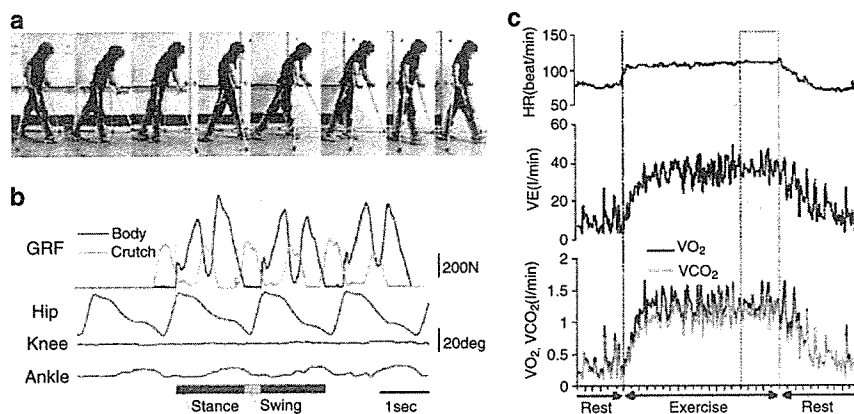 a
b
Body
Crutch
GRF
200N
Hip
Knee
20deg
Ankle
Stance
Swing
1sec
c
HR(beat/min)
150
100
50
VE(l/min)
60
40
20
0
VO₂
VCO₂
VO₂, VCO₂(l/min)
2
1.5
1
0.5
0
Rest
Exercise
Rest